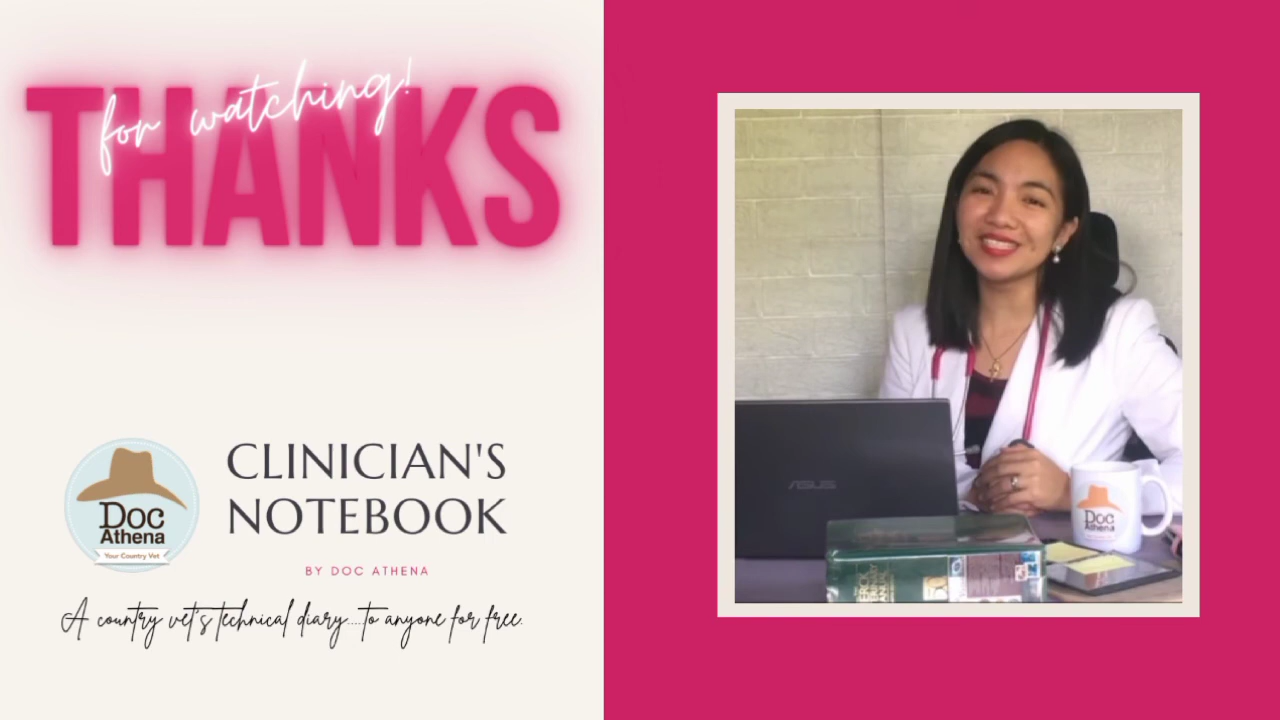 THANKS
for watching!
Doc
Athena
Your Country Vet
CLINICIAN'S
NOTEBOOK
BY DOC ATHENA
A country vet's technical diary....to anyone for free.
ASUS
Doc
Athena